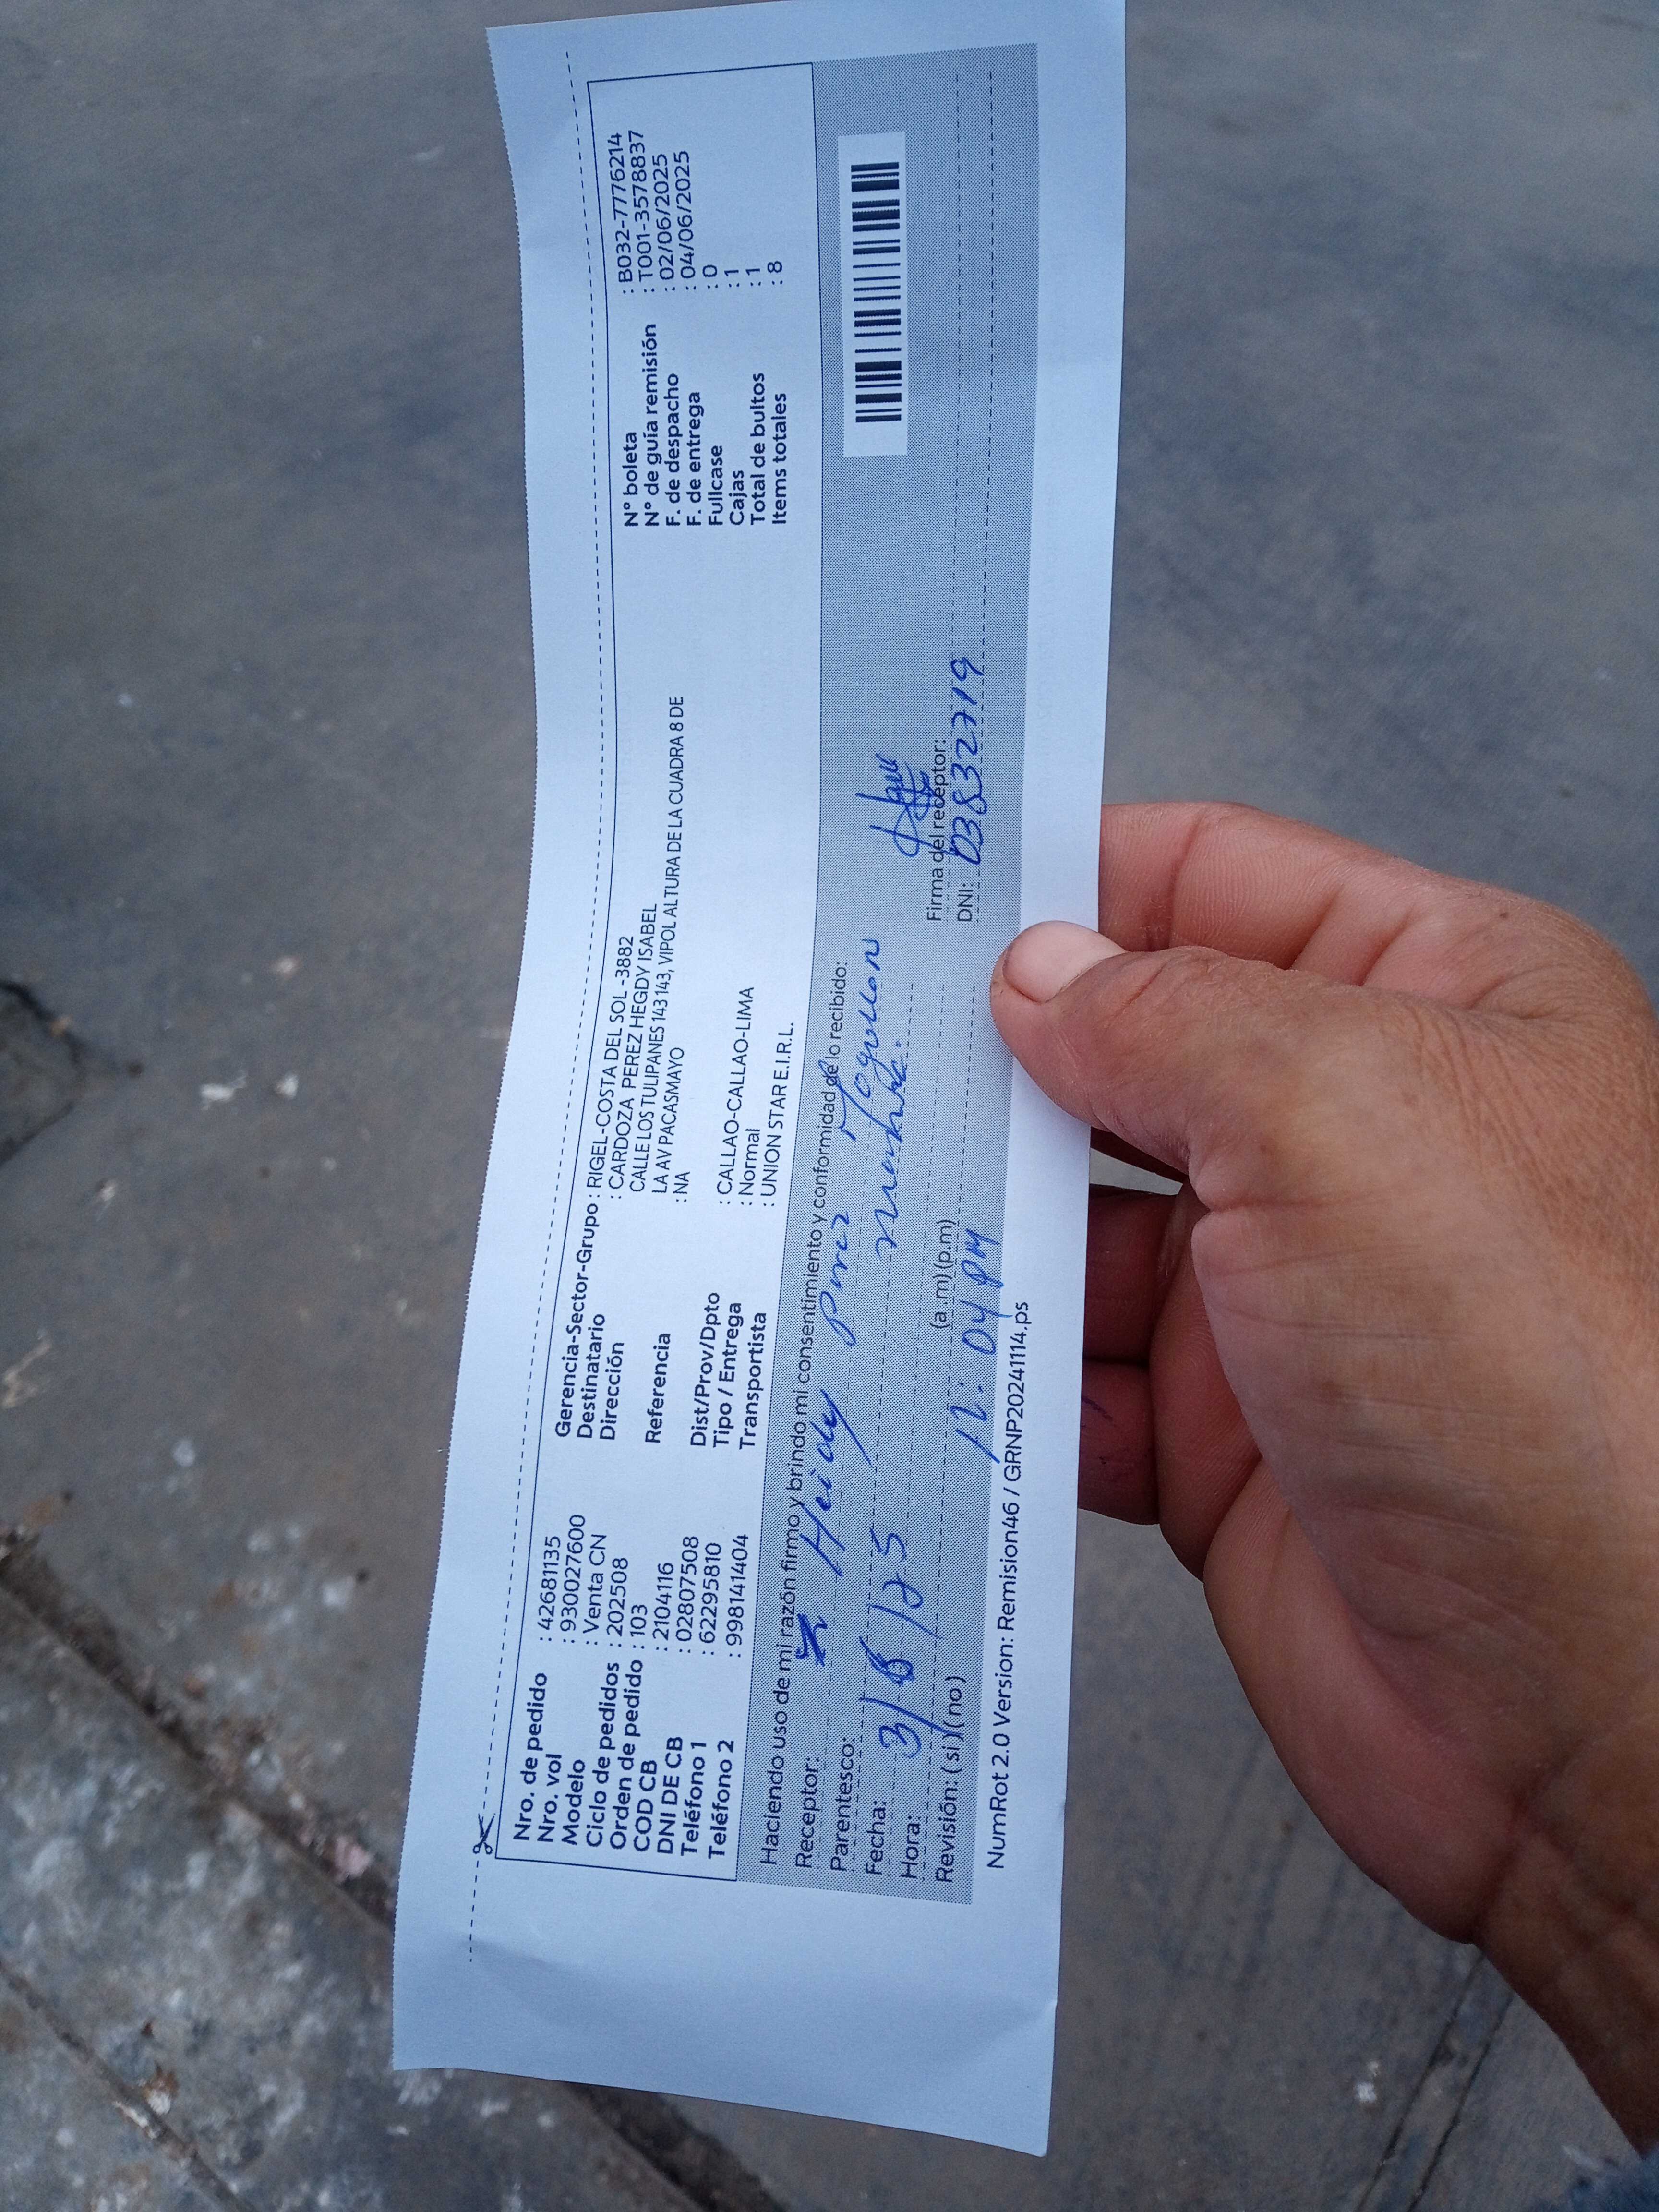 Nro. de pedido : 42681135
Nro. vol : 930027600
Modelo : Venta CN
Ciclo de pedidos : 202508
Orden de pedido : 103
COD CB : 2104116
DNI DE CB : 02807508
Teléfono 1 : 62295810
Teléfono 2 : 998141404
Gerencia-Sector-Grupo : RIGEL-COSTA DEL SOL -3882
Destinatario : CARDOZA PEREZ HEGDY ISABEL
Dirección CALLE LOS TULIPANES 143 143, VIPOL ALTURA DE LA CUADRA 8 DE
LA AV PACASMAYO
Referencia : NA
Dist/Prov/Dpto : CALLAO-CALLAO-LIMA
Tipo / Entrega : Normal
Transportista : UNION STAR E.I.R.L.
N° boleta : B032-7776214
N° de guía remisión : T001-3578837
F. de despacho : 02/06/2025
F. de entrega : 04/06/2025
Fullcase : 0
Cajas : 1
Total de bultos : 1
Items totales : 8
Haciendo uso de mi razón firmo y brindo mi consentimiento y conformidad de lo recibido:
Receptor: Heidy Perez
Parentesco:
Fecha: 3/6/25
Hora: (a .m) (p.m)
12:04 pm
Revisión: ( si ) ( no )
Firma del receptor:
DNI: 03832719
NumRot 2.0 Version: Remision46 / GRNP20241114.ps